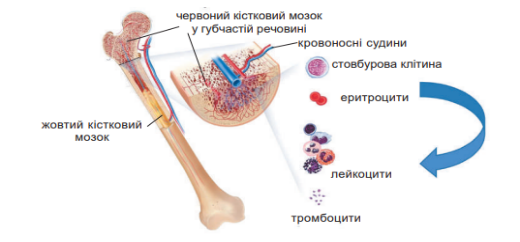 червоний кістковий мозок
у губчастій речовині
кровоносні судини
стовбурова клітина
еритроцити
жовтий кістковий
мозок
лейкоцити
тромбоцити